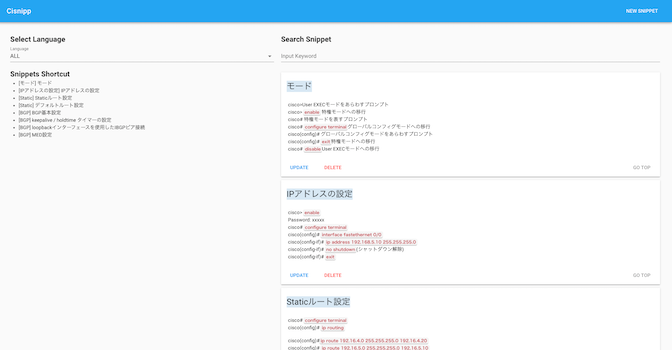 Cisnipp
NEW SNIPPET
Select Language
Language
ALL
Snippets Shortcut
[モード] モード
[IPアドレスの設定] IPアドレスの設定
[Static] Staticルート設定
[Static] デフォルトルート設定
[BGP] BGP基本設定
[BGP] keepalive / holdtime タイマーの設定
[BGP] loopbackインターフェースを使用したIBGPピア接続
[BGP] MED設定
Search Snippet
Input Keyword
モード
cisco>User EXECモードをあらわすプロンプト
cisco> enable 特権モードへの移行
cisco# 特権モードを表すプロンプト
cisco# configure terminal グローバルコンフィグモードへの移行
cisco(config)# グローバルコンフィグモードをあらわすプロンプト
cisco(config)# exit 特権モードへの移行
cisco# disable User EXECモードへの移行
UPDATE
DELETE
GO TOP
IPアドレスの設定
cisco> enable
Password: xxxxx
cisco# configure terminal
cisco(config)# interface fastethernet 0/0
cisco(config-if)# ip address 192.168.5.10 255.255.255.0
cisco(config-if)# no shutdown (シャットダウン解除)
cisco(config-if)# exit
UPDATE
DELETE
GO TOP
Staticルート設定
cisco# configure terminal
cisco(config)# ip routing
cisco(config)#ip route 192.16.4.0 255.255.255.0 192.16.4.20
cisco(config)# ip route 192.16.5.0 255.255.255.0 192.16.5.10